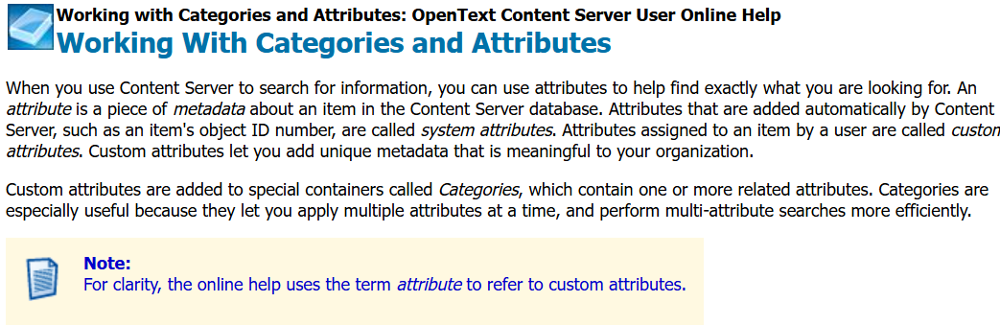 Working with Categories and Attributes: OpenText Content Server User Online Help
Working With Categories and Attributes
When you use Content Server to search for information, you can use attributes to help find exactly what you are looking for. An
attribute is a piece of metadata about an item in the Content Server database. Attributes that are added automatically by Content
Server, such as an item's object ID number, are called system attributes. Attributes assigned to an item by a user are called custom
attributes. Custom attributes let you add unique metadata that is meaningful to your organization.
Custom attributes are added to special containers called Categories, which contain one or more related attributes. Categories are
especially useful because they let you apply multiple attributes at a time, and perform multi-attribute searches more efficiently.
Note:
For clarity, the online help uses the term attribute to refer to custom attributes.